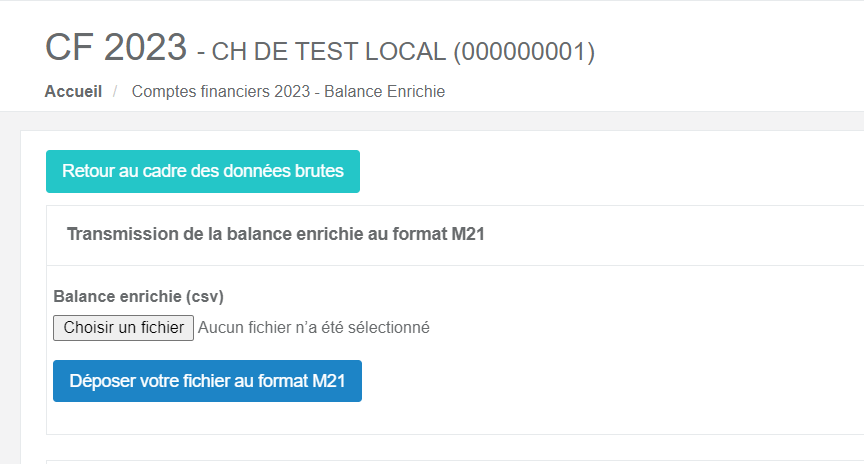 CF 2023 - CH DE TEST LOCAL (000000001)
Accueil / Comptes financiers 2023 - Balance Enrichie
Retour au cadre des données brutes
Transmission de la balance enrichie au format M21
Balance enrichie (csv)
Choisir un fichier Aucun fichier n’a été sélectionné
Déposer votre fichier au format M21